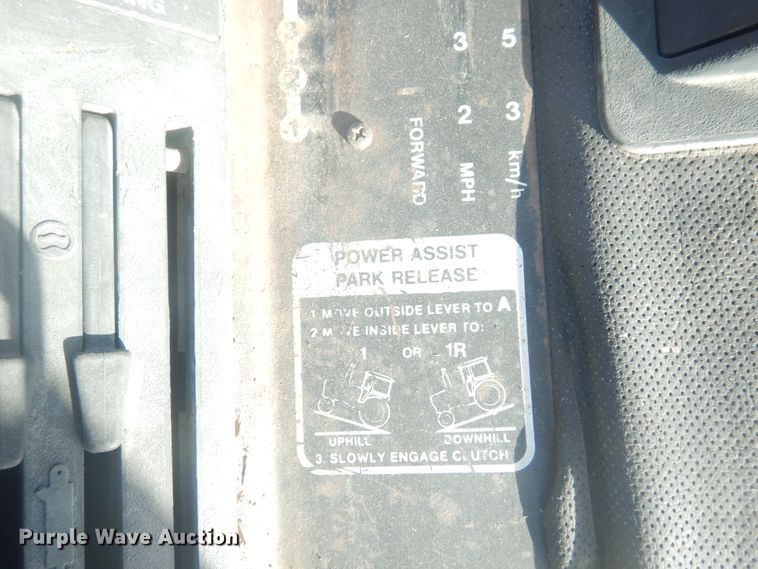 NG
3 5
2 3
FORWARD
MPH
km/h
POWER ASSIST
PARK RELEASE
1. MOVE OUTSIDE LEVER TO A
2. MOVE INSIDE LEVER TO:
1 OR 1R
UPHILL DOWNHILL
3. SLOWLY ENGAGE CLUTCH
Purple Wave Auction®